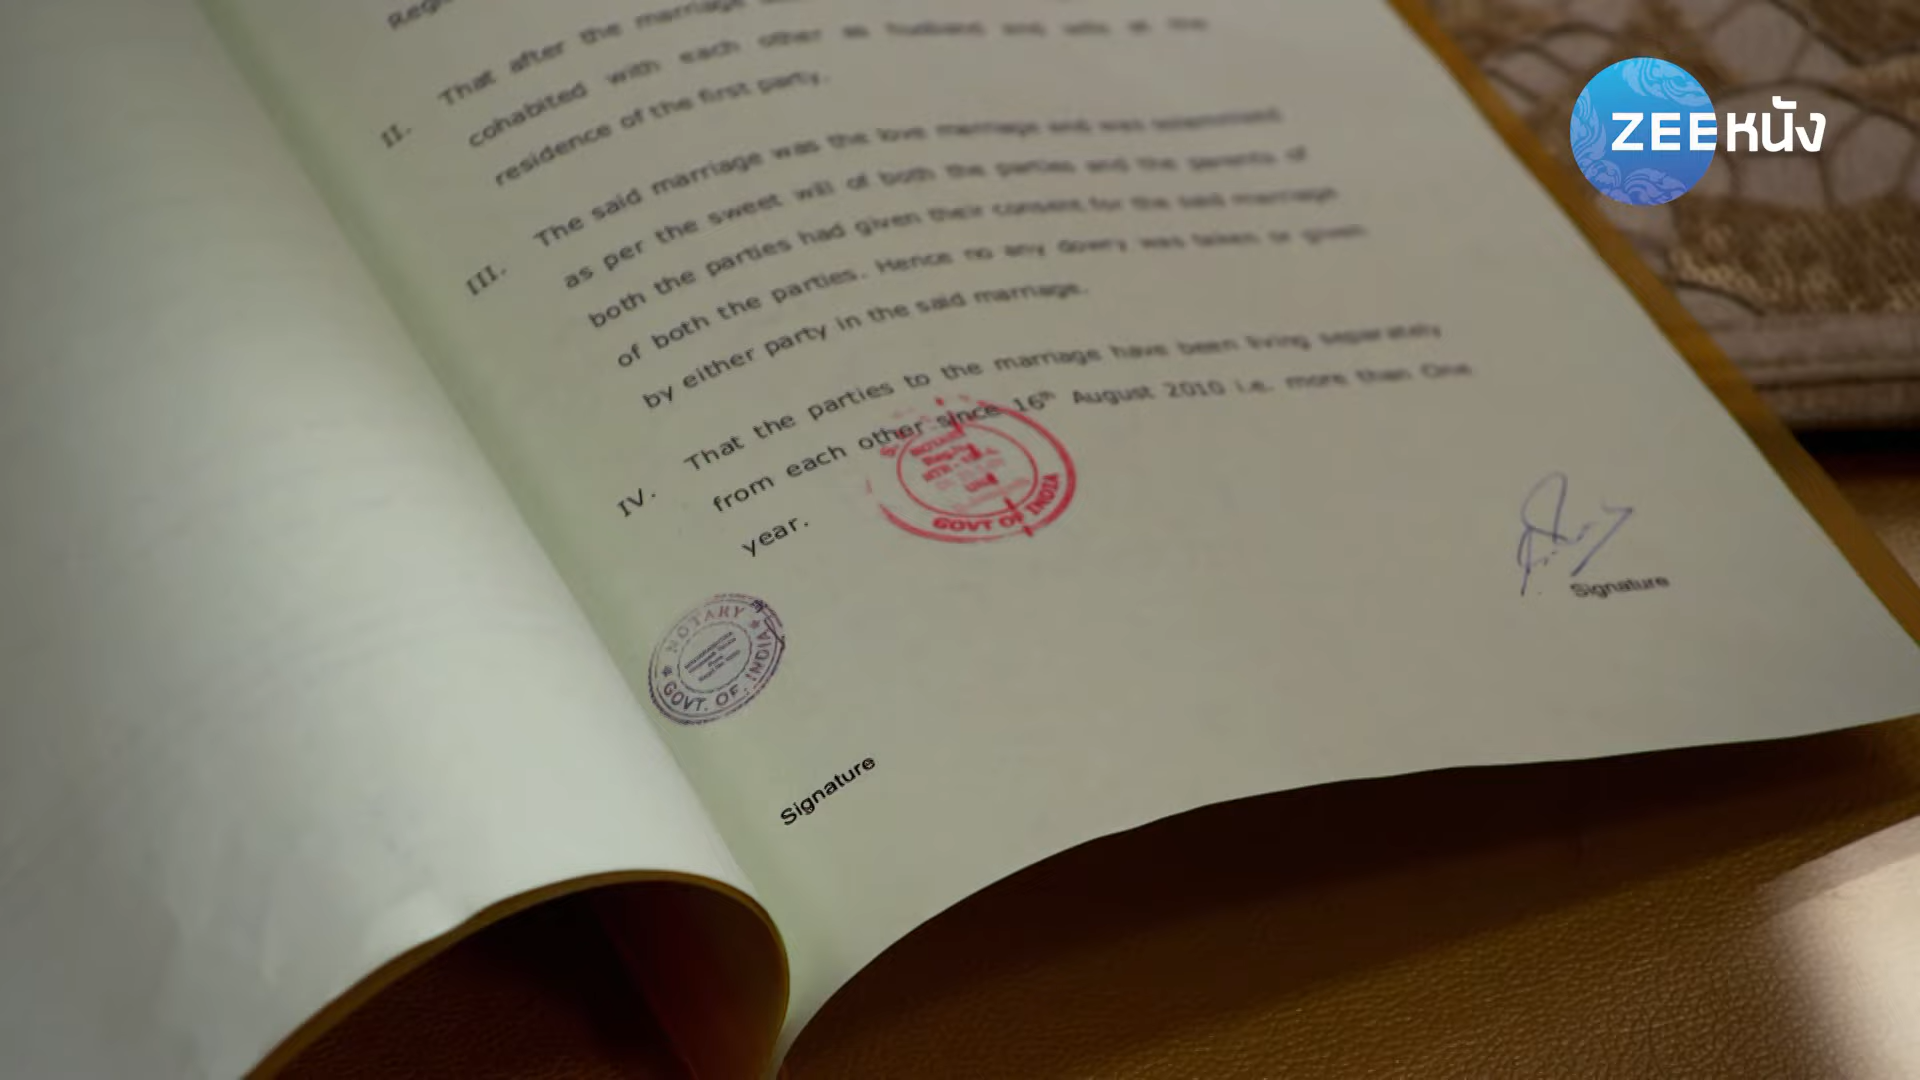 II. That after the marriage
cohabited with each other as husband and wife at the
residence of the first party.
III. The said marriage was the love marriage and was solemnized
as per the sweet will of both the parties and the parents of
both the parties had given their consent for the said marriage
of both the parties. Hence no any dowry was taken or given
by either party in the said marriage.
IV. That the parties to the marriage have been living separately
from each other since 16th August 2010 i.e. more than One
year.
NOTARY
GOVT OF INDIA
NOTARY
GOVT. OF. INDIA
Signature
Signature
ZEE หนัง